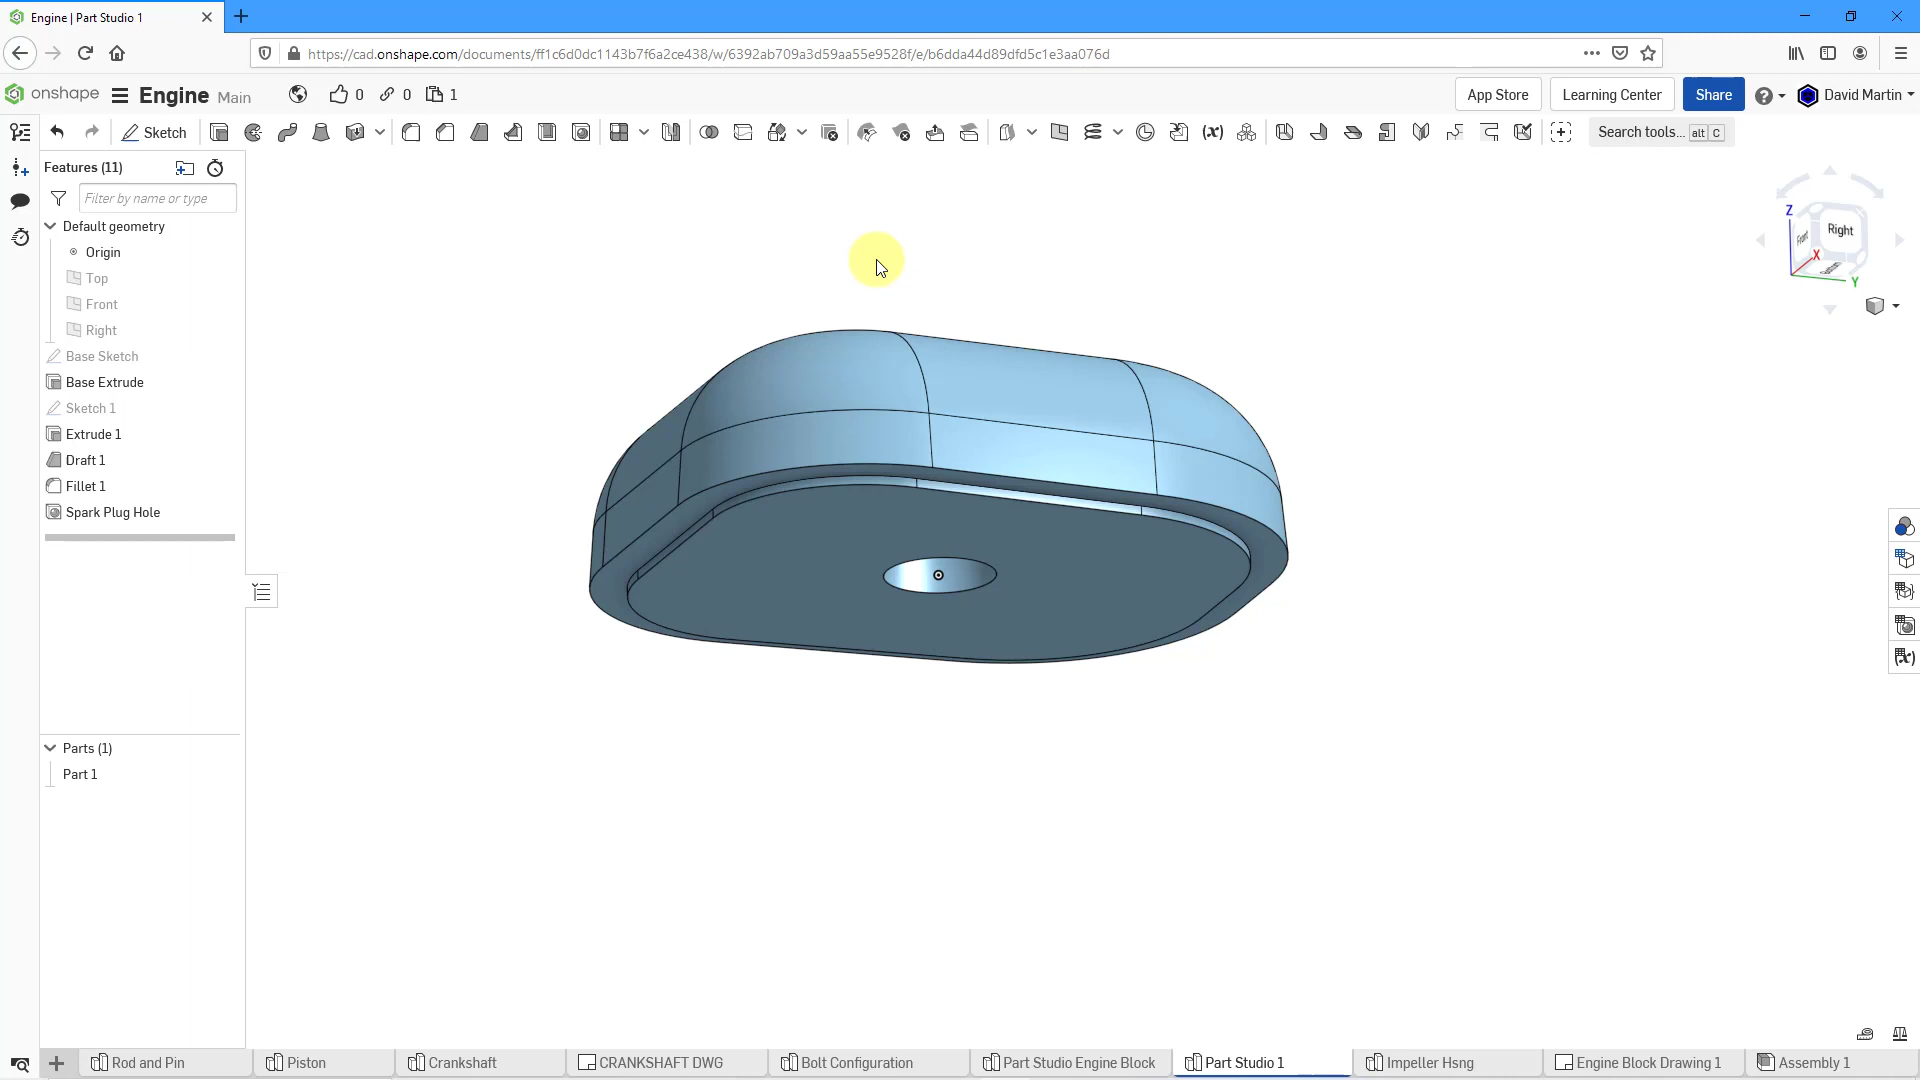 Engine | Part Studio 1
https://cad.onshape.com/documents/ff1c6d0dc1143b7f6a2ce438/w/6392ab709a3d59aa55e9528f/e/b6dda44d89dfd5c1e3aa076d
onshape Engine Main 0 0 1 App Store Learning Center Share David Martin
Sketch Search tools... alt C
Features (11)
Filter by name or type
Default geometry
Origin
Top
Front
Right
Base Sketch
Base Extrude
Sketch 1
Extrude 1
Draft 1
Fillet 1
Spark Plug Hole
Parts (1)
Part 1
Z
Front
Right
X
Bottom
Y
Rod and Pin Piston Crankshaft CRANKSHAFT DWG Bolt Configuration Part Studio Engine Block Part Studio 1 Impeller Hsng Engine Block Drawing 1 Assembly 1